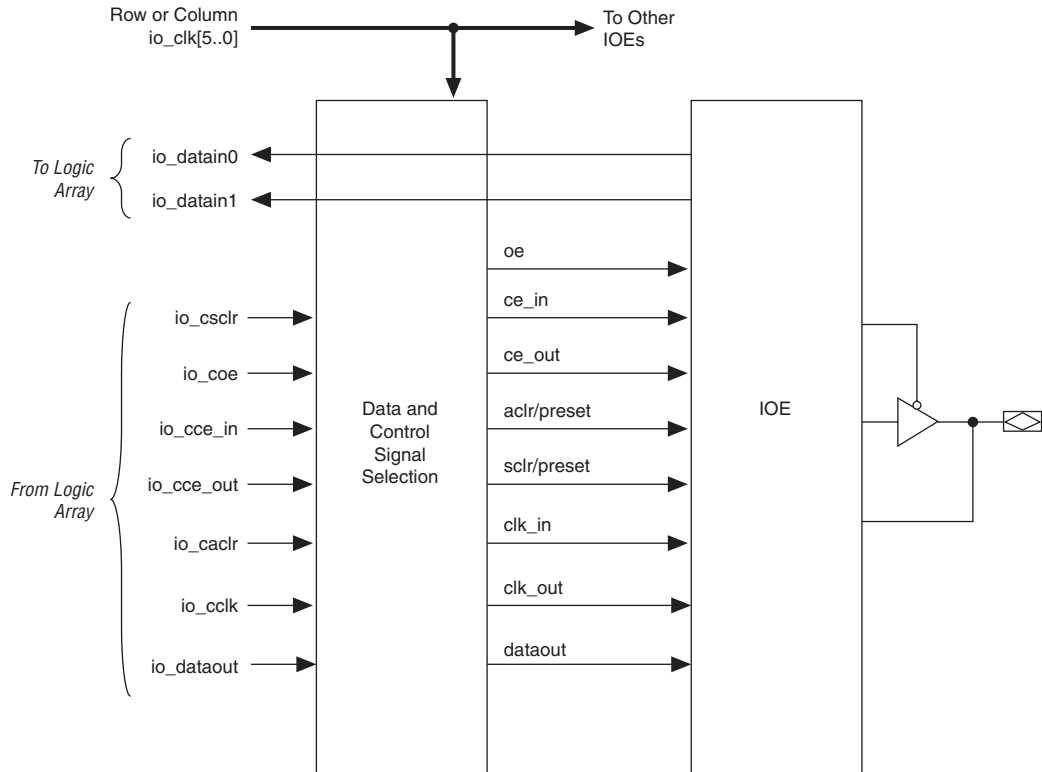 Row or Column
io_clk[5..0]
To Other
IOEs
To Logic
Array
io_datain0
io_datain1
oe
ce_in
ce_out
aclr/preset
sclr/preset
clk_in
clk_out
dataout
From Logic
Array
io_csclr
io_coe
io_cce_in
io_cce_out
io_caclr
io_cclk
io_dataout
Data and
Control
Signal
Selection
IOE